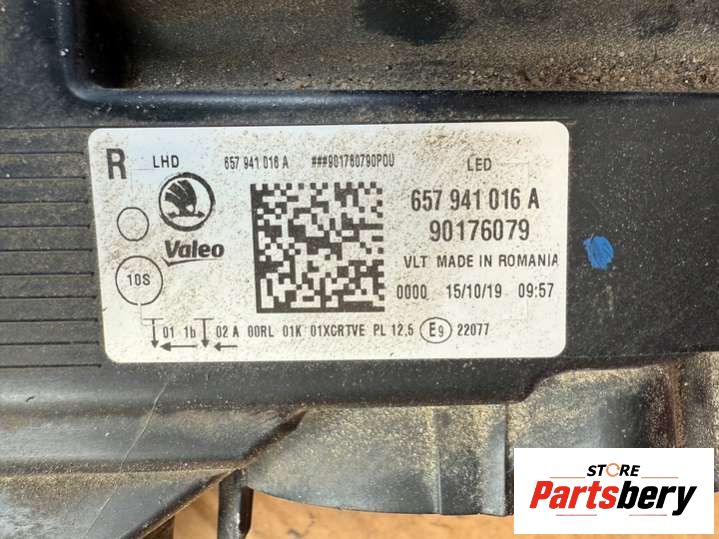 R LHD 657 941 016 A ###901760790P0U LED
657 941 016 A
Valeo 90176079
VLT MADE IN ROMANIA
10S 0000 15/10/19 09:57
01 1b 02 A 00RL 01K 01XCRTVE PL 12,5 E9 22077
STORE
Partsbery